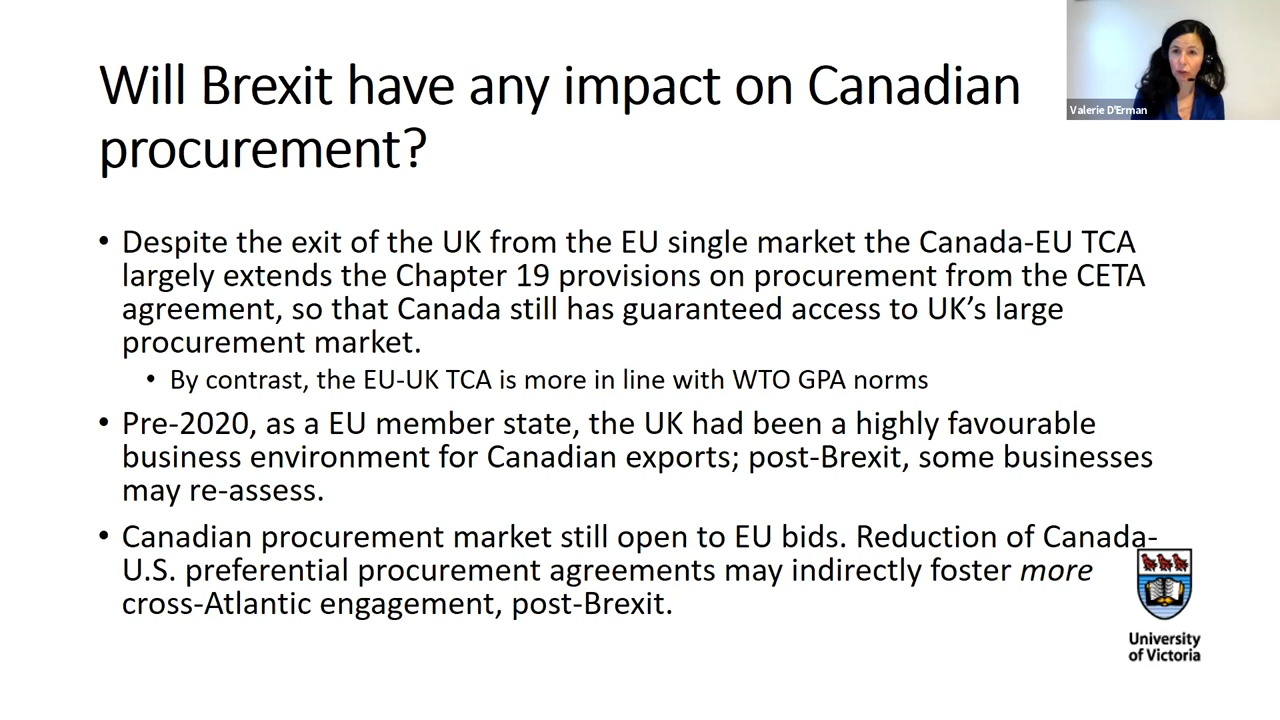 Will Brexit have any impact on Canadian
procurement?
Valerie D'Erman
• Despite the exit of the UK from the EU single market the Canada-EU TCA
largely extends the Chapter 19 provisions on procurement from the CETA
agreement, so that Canada still has guaranteed access to UK’s large
procurement market.
• By contrast, the EU-UK TCA is more in line with WTO GPA norms
• Pre-2020, as a EU member state, the UK had been a highly favourable
business environment for Canadian exports; post-Brexit, some businesses
may re-assess.
• Canadian procurement market still open to EU bids. Reduction of Canada-
U.S. preferential procurement agreements may indirectly foster more
cross-Atlantic engagement, post-Brexit.
University
of Victoria